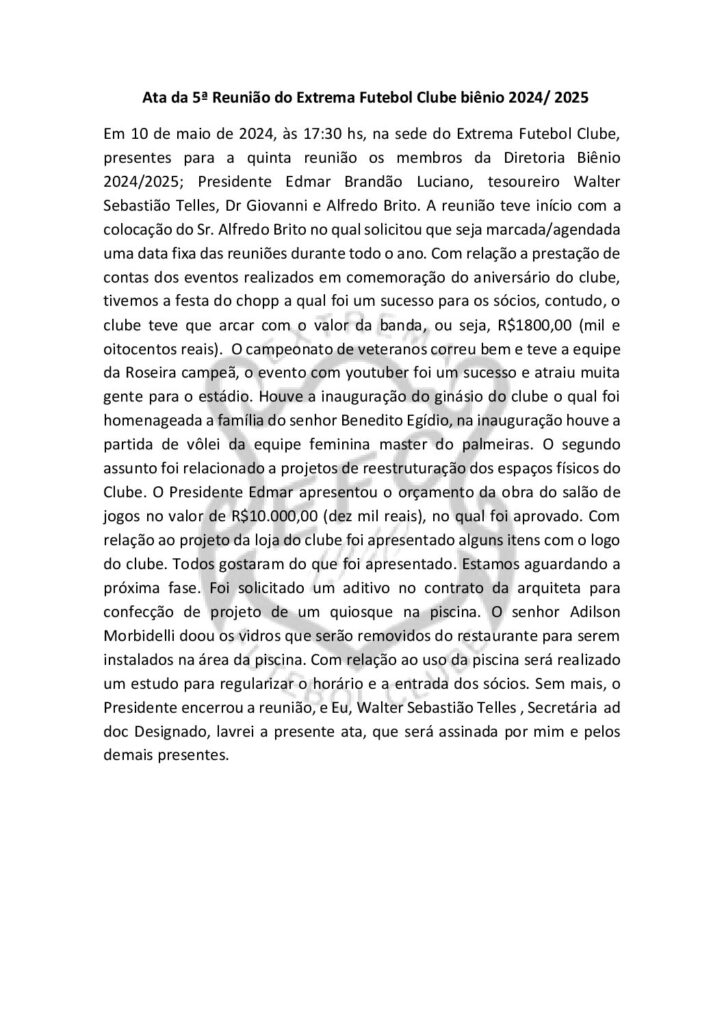 Ata da 5ª Reunião do Extrema Futebol Clube biênio 2024/ 2025
Em 10 de maio de 2024, às 17:30 hs, na sede do Extrema Futebol Clube,
presentes para a quinta reunião os membros da Diretoria Biênio
2024/2025; Presidente Edmar Brandão Luciano, tesoureiro Walter
Sebastião Telles, Dr Giovanni e Alfredo Brito. A reunião teve início com a
colocação do Sr. Alfredo Brito no qual solicitou que seja marcada/agendada
uma data fixa das reuniões durante todo o ano. Com relação a prestação de
contas dos eventos realizados em comemoração do aniversário do clube,
tivemos a festa do chopp a qual foi um sucesso para os sócios, contudo, o
clube teve que arcar com o valor da banda, ou seja, R$1800,00 (mil e
oitocentos reais).  O campeonato de veteranos correu bem e teve a equipe
da Roseira campeã, o evento com youtuber foi um sucesso e atraiu muita
gente para o estádio. Houve a inauguração do ginásio do clube o qual foi
homenageada a família do senhor Benedito Egídio, na inauguração houve a
partida de vôlei da equipe feminina master do palmeiras. O segundo
assunto foi relacionado a projetos de reestruturação dos espaços físicos do
Clube. O Presidente Edmar apresentou o orçamento da obra do salão de
jogos no valor de R$10.000,00 (dez mil reais), no qual foi aprovado. Com
relação ao projeto da loja do clube foi apresentado alguns itens com o logo
do clube. Todos gostaram do que foi apresentado. Estamos aguardando a
próxima fase. Foi solicitado um aditivo no contrato da arquiteta para
confecção de projeto de um quiosque na piscina. O senhor Adilson
Morbidelli doou os vidros que serão removidos do restaurante para serem
instalados na área da piscina. Com relação ao uso da piscina será realizado
um estudo para regularizar o horário e a entrada dos sócios. Sem mais, o
Presidente encerrou a reunião, e Eu, Walter Sebastião Telles , Secretária ad
doc Designado, lavrei a presente ata, que será assinada por mim e pelos
demais presentes.
EXTREMA
EFC
FUTEBOL CLUBE